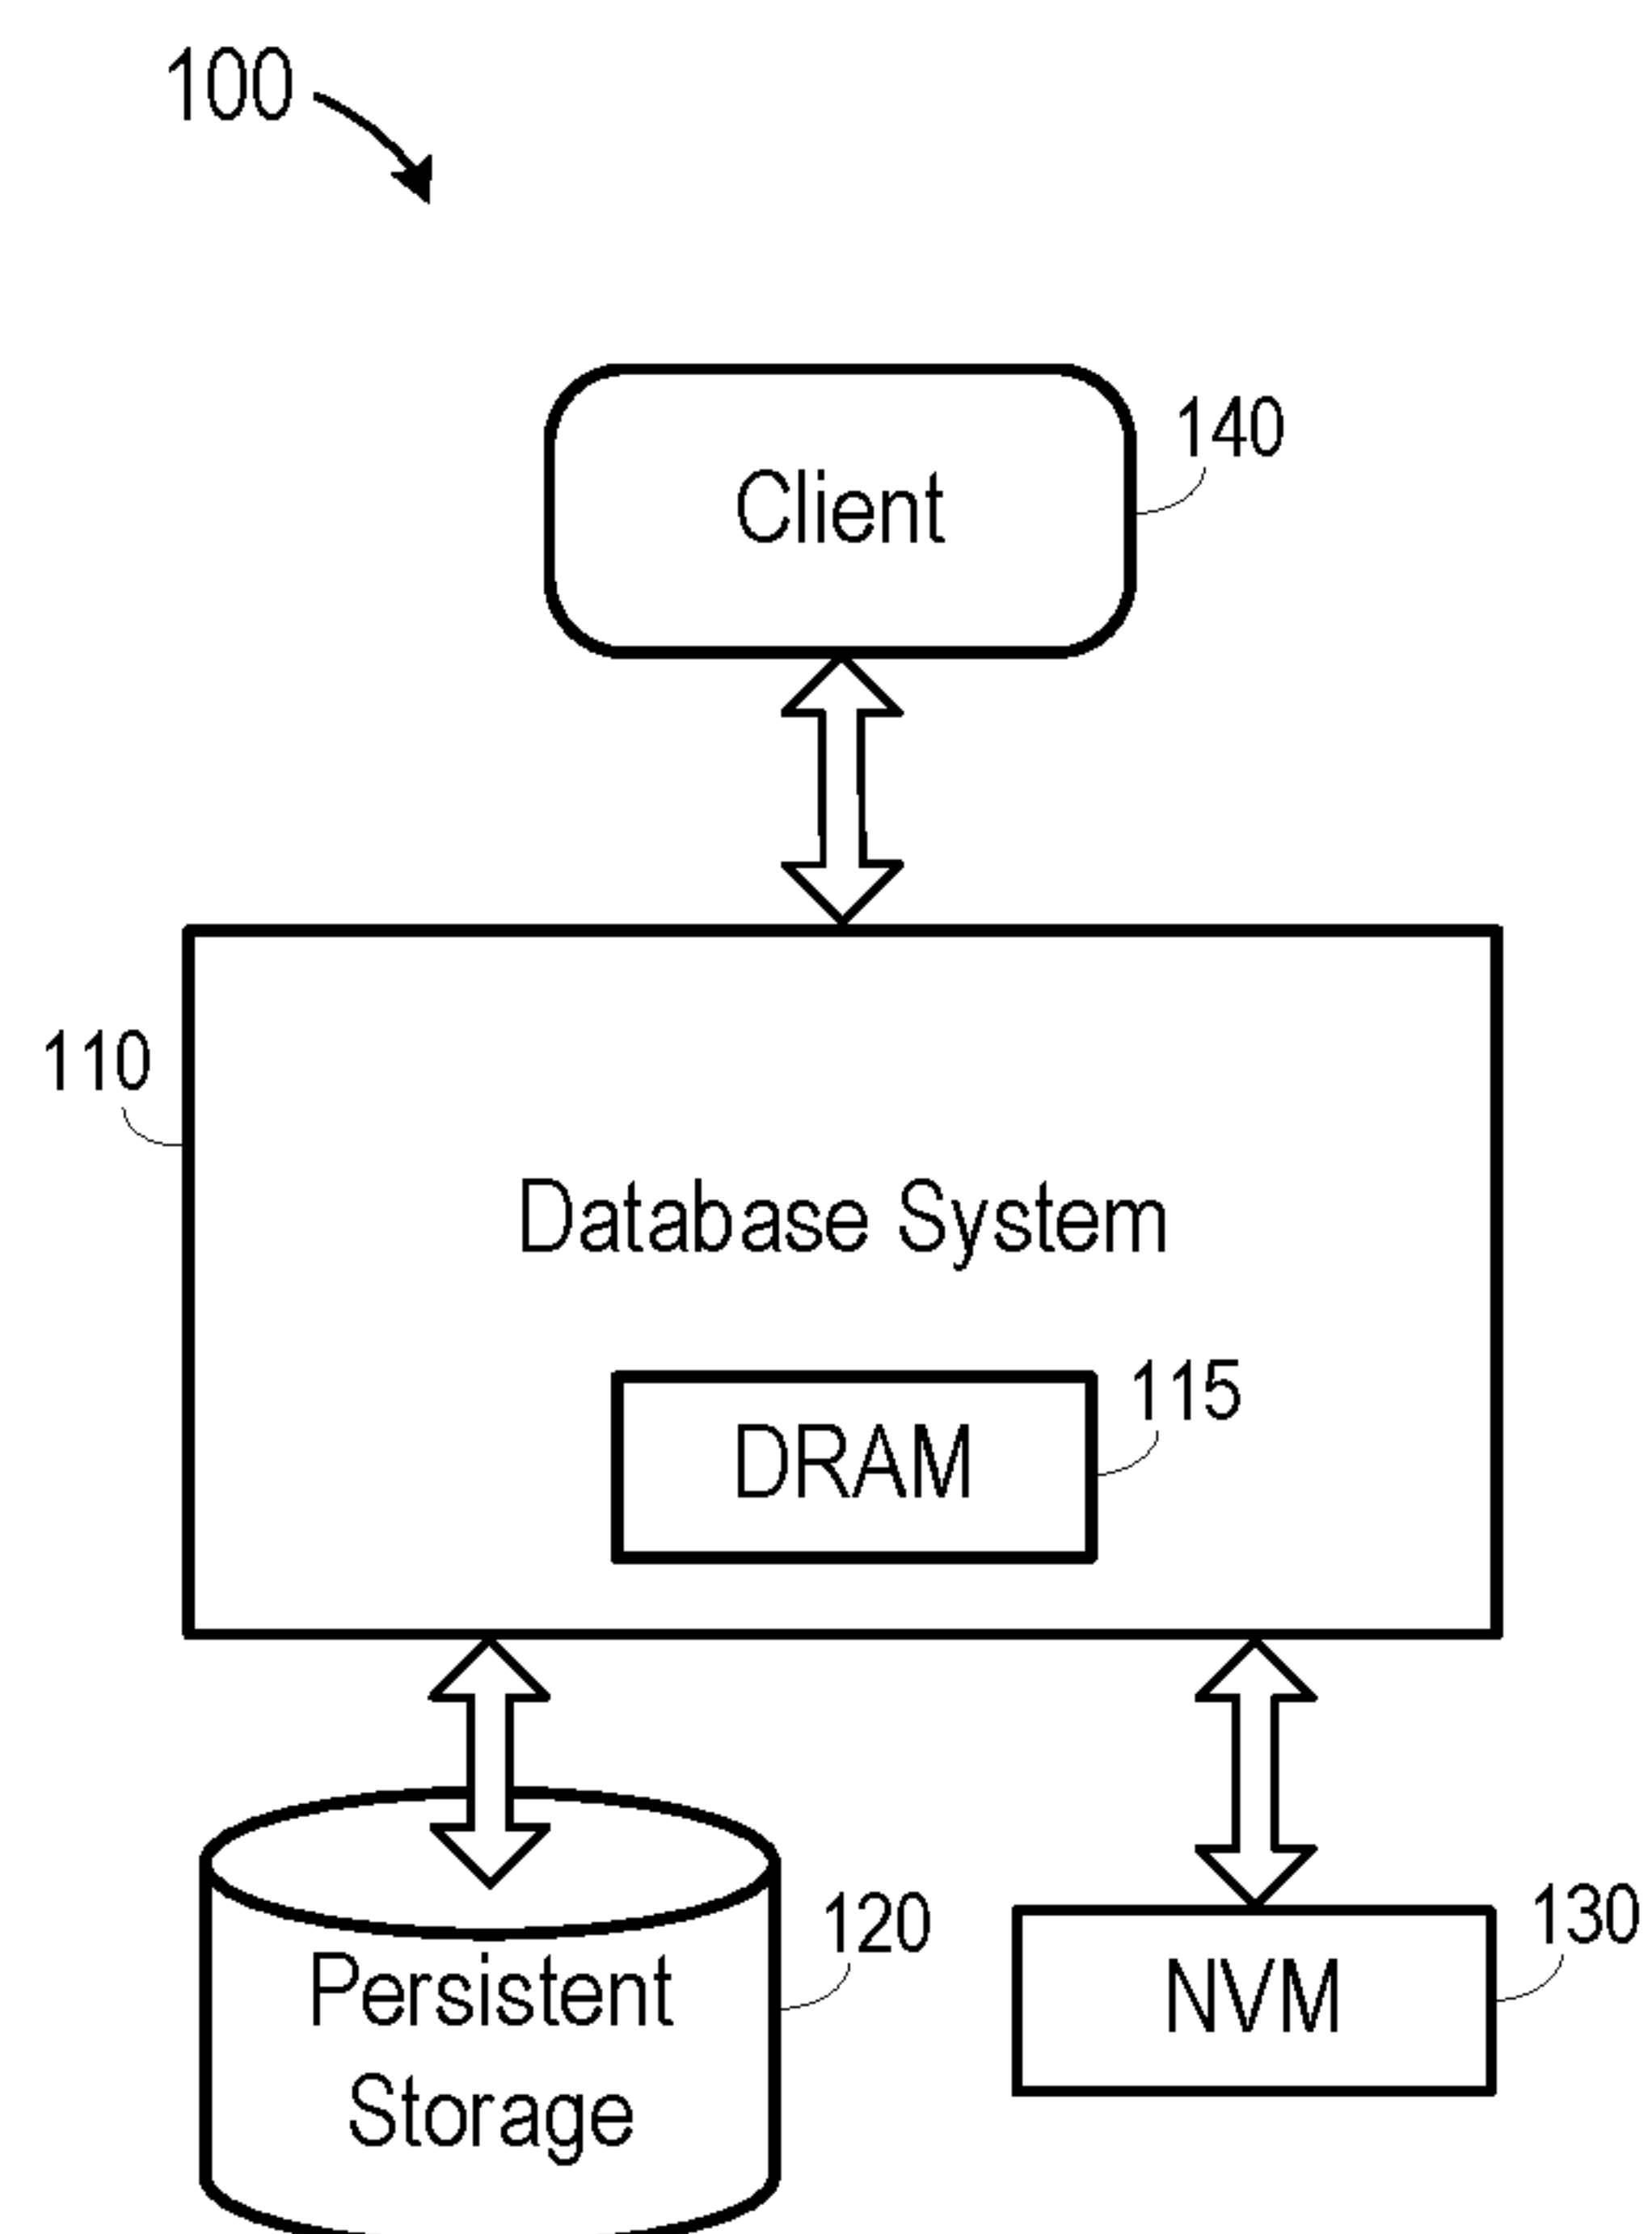 100
Client
140
110
Database System
DRAM
115
Persistent
Storage
120
NVM
130